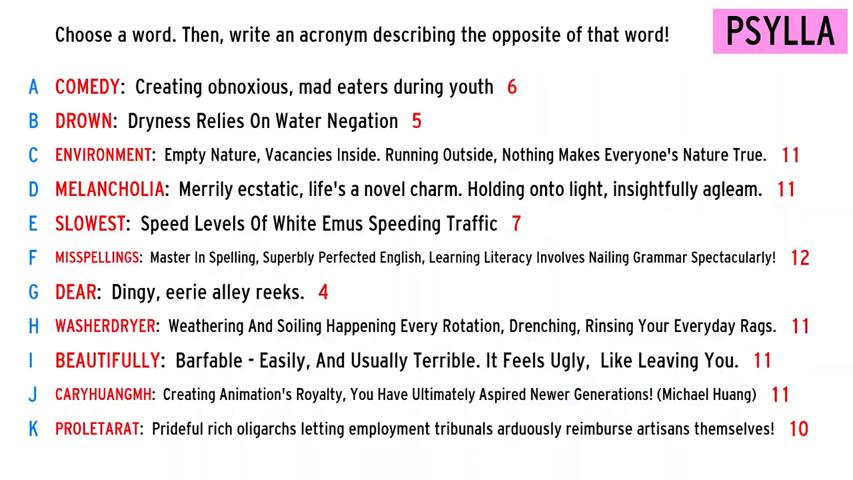 Choose a word. Then, write an acronym describing the opposite of that word!
PSYLLA
A COMEDY: Creating obnoxious, mad eaters during youth 6
B DROWN: Dryness Relies On Water Negation 5
C ENVIRONMENT: Empty Nature, Vacancies Inside. Running Outside, Nothing Makes Everyone's Nature True. 11
D MELANCHOLIA: Merrily ecstatic, life's a novel charm. Holding onto light, insightfully agleam. 11
E SLOWEST: Speed Levels Of White Emus Speeding Traffic 7
F MISSPELLINGS: Master In Spelling, Superbly Perfected English, Learning Literacy Involves Nailing Grammar Spectacularly! 12
G DEAR: Dingy, eerie alley reeks. 4
H WASHERDRYER: Weathering And Soiling Happening Every Rotation, Drenching, Rinsing Your Everyday Rags. 11
I BEAUTIFULLY: Barfable - Easily, And Usually Terrible. It Feels Ugly, Like Leaving You. 11
J CARYHUANGMH: Creating Animation's Royalty, You Have Ultimately Aspired Newer Generations! (Michael Huang) 11
K PROLETARAT: Prideful rich oligarchs letting employment tribunals arduously reimburse artisans themselves! 10